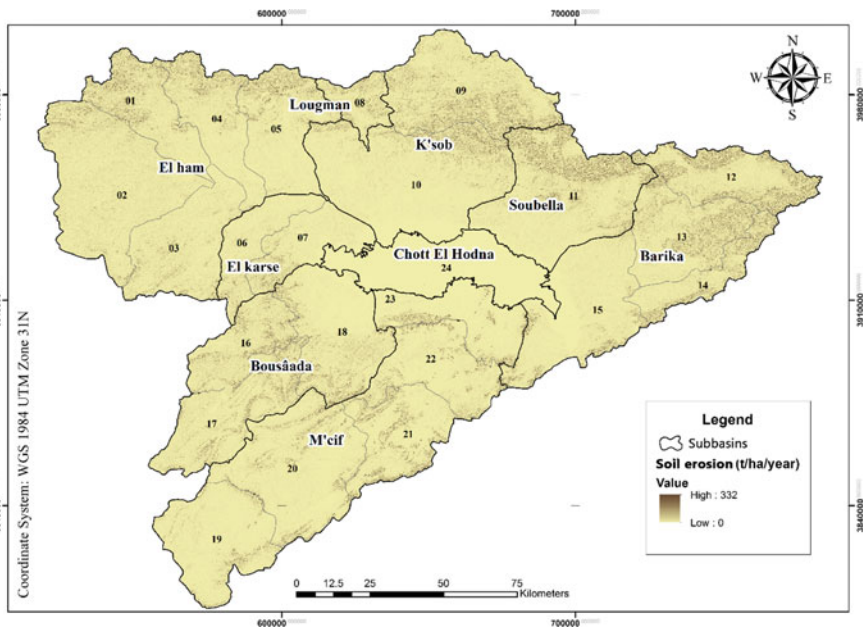 600000
700000
N
W
E
S
3980000
01
04
05
Lougman
08
09
K'sob
El ham
02
10
12
11
Soubella
03
06
07
El karse
13
Barika
Chott El Hodna
24
14
23
15
3910000
16
18
22
Bousâada
17
M'cif
21
20
19
Coordinate System: WGS 1984 UTM Zone 31N
Legend
Subbasins
Soil erosion (t/ha/year)
Value
High : 332
Low : 0
3840000
0 12.5 25 50 75
Kilometers
600000
700000